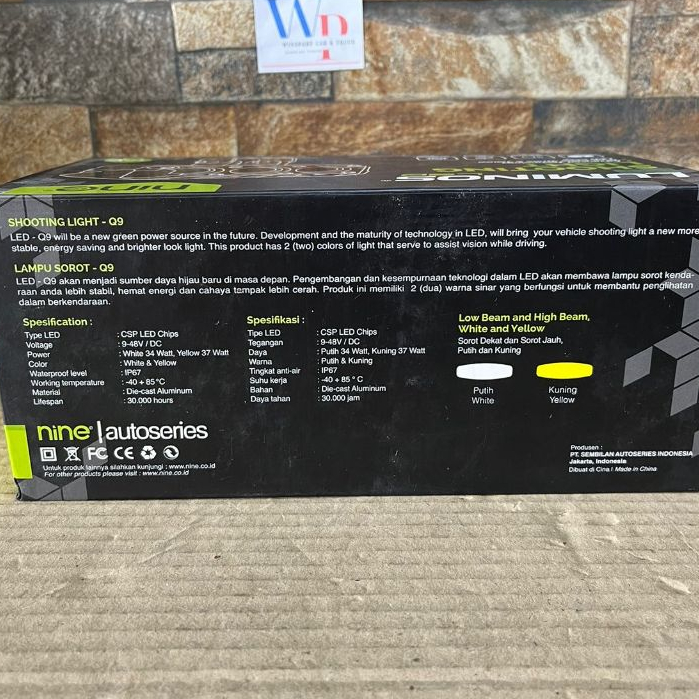 WP
nine
LUMINOS
SHOOTING LIGHT - Q9
LED - Q9 will be a new green power source in the future. Development and the maturity of technology in LED, will bring your vehicle shooting light a new more
stable, energy saving and brighter look light. This product has 2 (two) colors of light that serve to assist vision while driving.
LAMPU SOROT - Q9
LED - Q9 akan menjadi sumber daya hijau baru di masa depan. Pengembangan dan kesempurnaan teknologi dalam LED akan membawa lampu sorot kenda-
raan anda lebih stabil, hemat energi dan cahaya tampak lebih cerah. Produk ini memiliki 2 (dua) warna sinar yang berfungsi untuk membantu penglihatan
dalam berkendaraan.
Spesification :
Type LED : CSP LED Chips
Voltage : 9-48V / DC
Power : White 34 Watt, Yellow 37 Watt
Color : White & Yellow
Waterproof level : IP67
Working temperature : -40 + 85°C
Material : Die-cast Aluminum
Lifespan : 30.000 hours
Spesifikasi :
Tipe LED : CSP LED Chips
Tegangan : 9-48V / DC
Daya : Putih 34 Watt, Kuning 37 Watt
Warna : Putih & Kuning
Tingkat anti-air : IP67
Suhu kerja : -40 + 85 ° C
Bahan : Die-cast Aluminum
Daya tahan : 30.000 jam
Low Beam and High Beam,
White and Yellow
Sorot Dekat dan Sorot Jauh,
Putih dan Kuning
Putih
White
Kuning
Yellow
nine® | autoseries
FC CE
Untuk produk lainnya silahkan kunjungi : www.nine.co.id
For other products please visit : www.nine.co.id
Produsen :
PT. SEMBILAN AUTOSERIES INDONESIA
Jakarta, Indonesia
Dibuat di Cina / Made in China